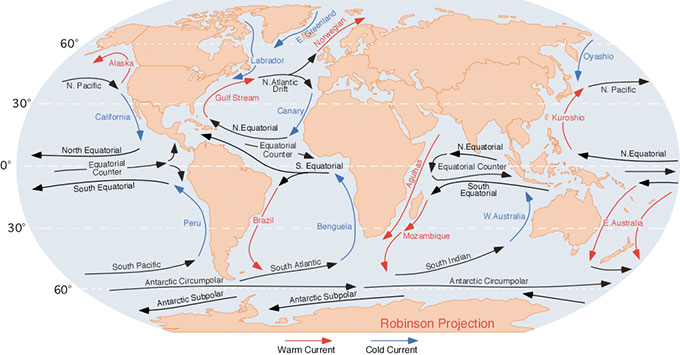 E. Greenland
Norwegian
60°
Alaska
Labrador
Oyashio
N. Pacific
N. Atlantic
Drift
N. Pacific
Gulf Stream
30°
California
Canary
Kuroshio
N.Equatorial
North Equatorial
Equatorial
Counter
N.Equatorial
N.Equatorial
Equatorial
Counter
S. Equatorial
Equatorial Counter
0°
0°
South Equatorial
Agulhas
South
Equatorial
Peru
Brazil
Benguela
W. Australia
E. Australia
30°
30°
Mozambique
South Pacific
South Atlantic
South Indian
Antarctic Circumpolar
Antarctic Circumpolar
60°
60°
Antarctic Subpolar
Antarctic Subpolar
Robinson Projection
Warm Current
Cold Current